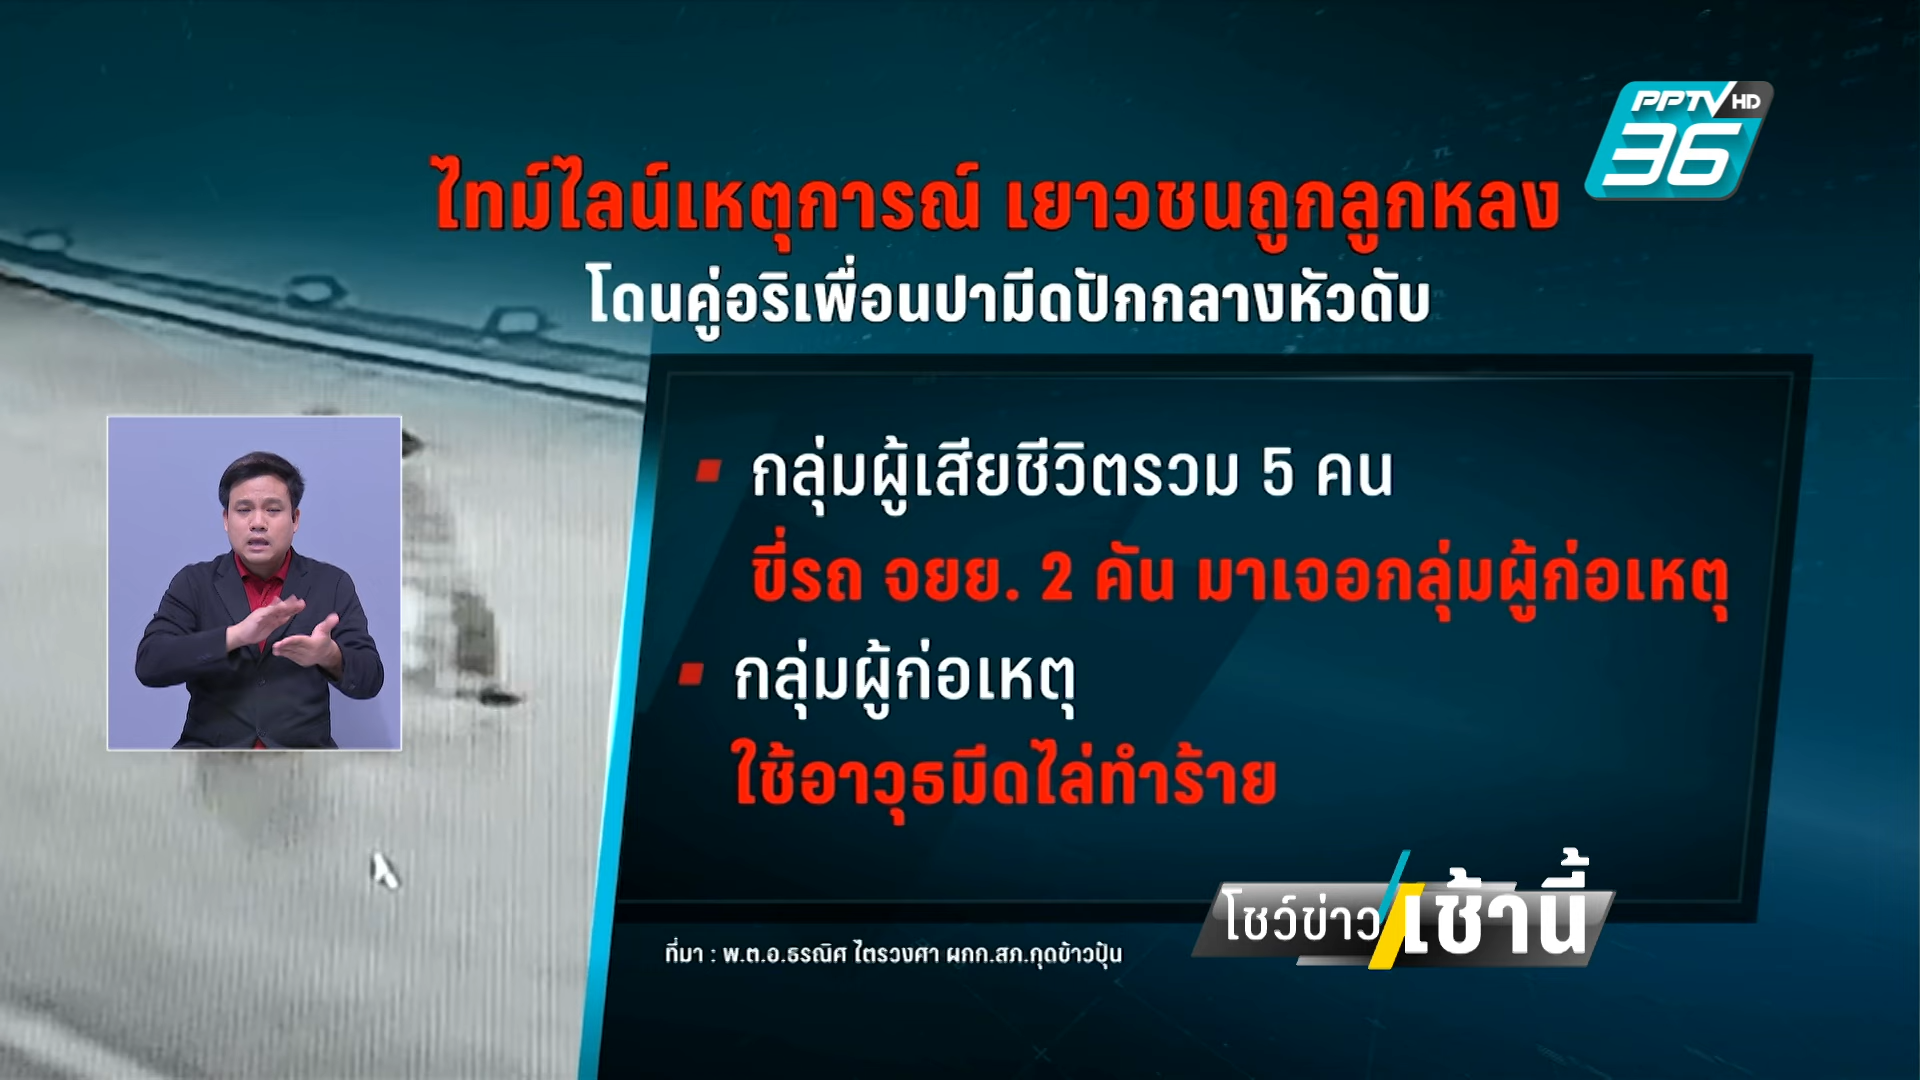 PPTV HD
36
ไทม์ไลน์เหตุการณ์ เยาวชนถูกลูกหลง
โดนคู่อริเพื่อนปามีดปักกลางหัวดับ
กลุ่มผู้เสียชีวิตรวม 5 คน
ขี่รถ จยย. 2 คัน มาเจอกลุ่มผู้ก่อเหตุ
กลุ่มผู้ก่อเหตุ
ใช้อาวุธมีดไล่ทำร้าย
โชว์ข่าวเช้านี้
ที่มา : พ.ต.อ.ธรณิศ ไตรวงศา ผกก.สภ.กุดข้าวปุ้น